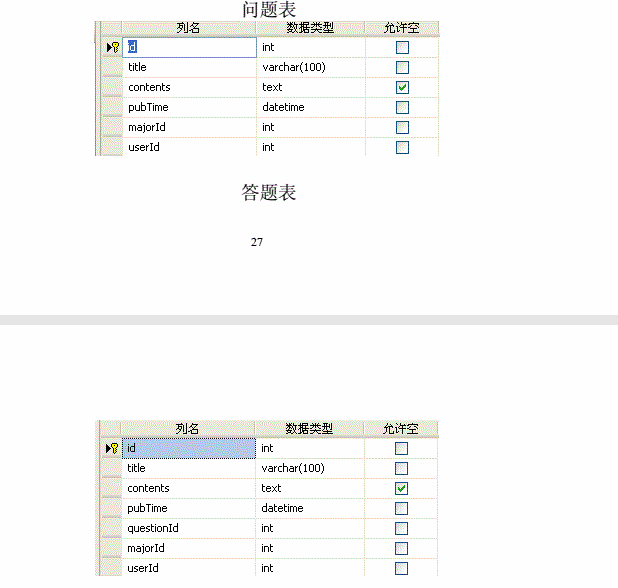 问题表
列名 数据类型 允许空
id int
title varchar(100)
contents text
pubTime datetime
majorId int
userId int
答题表
27
列名 数据类型 允许空
id int
title varchar(100)
contents text
pubTime datetime
questionId int
majorId int
userId int